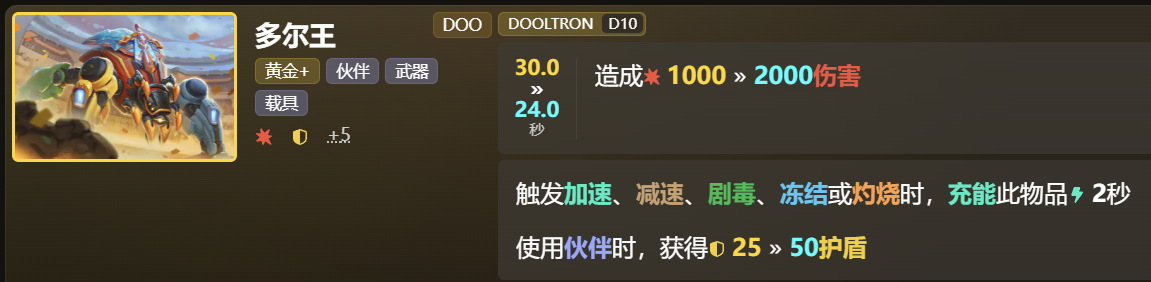 多尔王
DOO
黄金+ 伙伴 武器
载具
±5
DOOLTRON D10
30.0
»
24.0
秒
造成 1000 » 2000伤害
触发加速、减速、剧毒、冻结或灼烧时，充能此物品 2秒
使用伙伴时，获得 25 » 50护盾